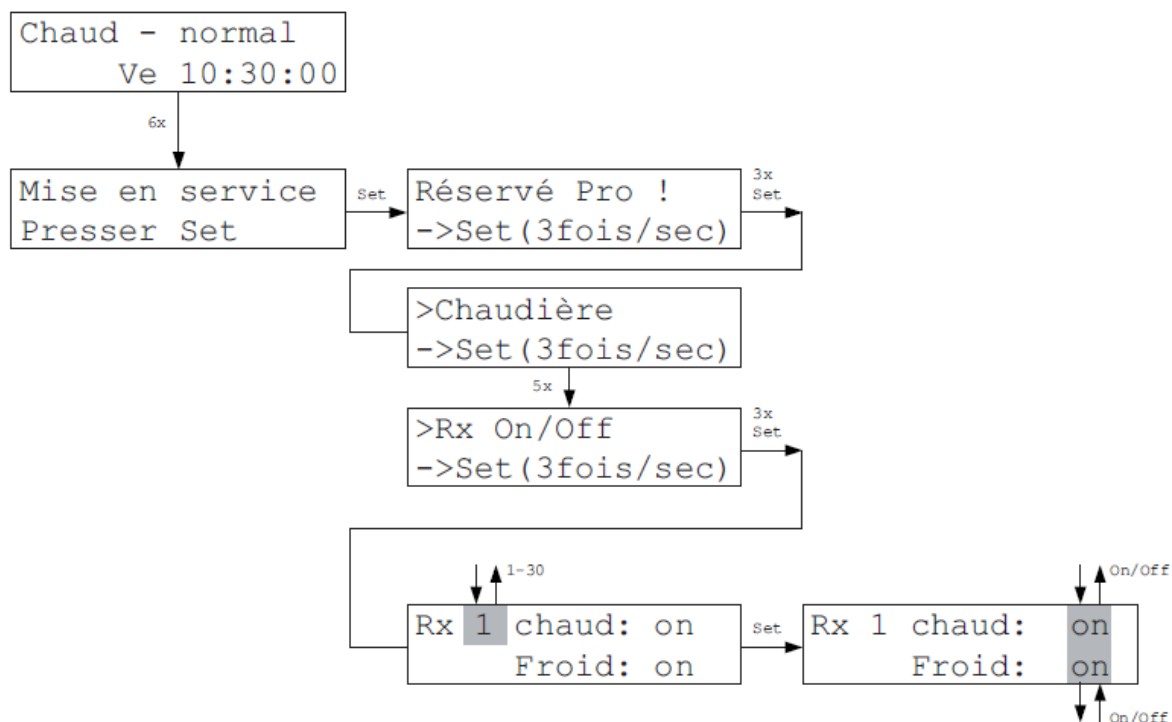 Chaud - normal
Ve 10:30:00
6x
Mise en service
Presser Set
Set
Réservé Pro !
->Set(3fois/sec)
3x
Set
>Chaudière
->Set(3fois/sec)
5x
>Rx On/Off
->Set(3fois/sec)
3x
Set
1-30
Rx 1 chaud: on
Froid: on
Set
On/Off
Rx 1 chaud: on
Froid: on
On/Off